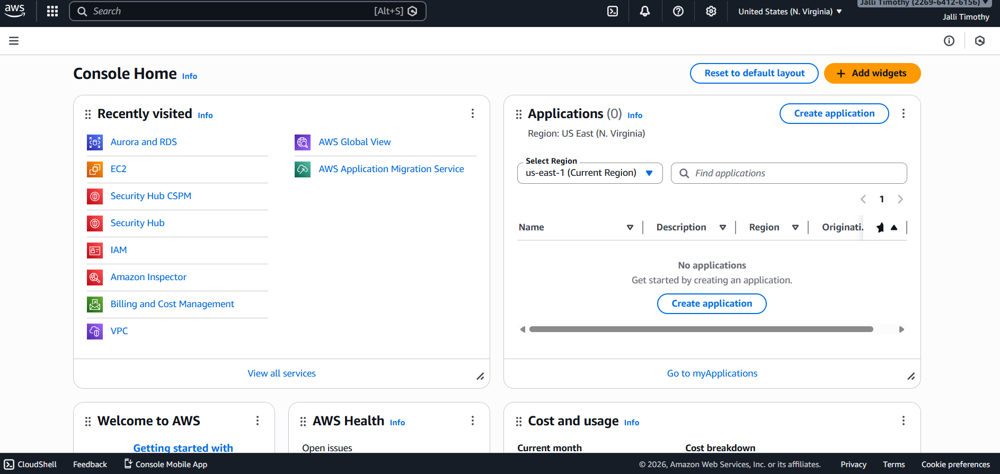 aws
Search [Alt+S]
United States (N. Virginia)
Jalli Timothy (2269-6412-6156)
Jalli Timothy
Console Home Info
Reset to default layout
Add widgets
Recently visited Info
Aurora and RDS
EC2
Security Hub CSPM
Security Hub
IAM
Amazon Inspector
Billing and Cost Management
VPC
AWS Global View
AWS Application Migration Service
View all services
Applications (0) Info
Create application
Region: US East (N. Virginia)
Select Region
us-east-1 (Current Region)
Find applications
1
Name Description Region Originati.
No applications
Get started by creating an application.
Create application
Go to myApplications
Welcome to AWS
Getting started with
AWS Health Info
Open issues
Cost and usage Info
Current month Cost breakdown
CloudShell Feedback Console Mobile App © 2026, Amazon Web Services, Inc. or its affiliates. Privacy Terms Cookie preferences